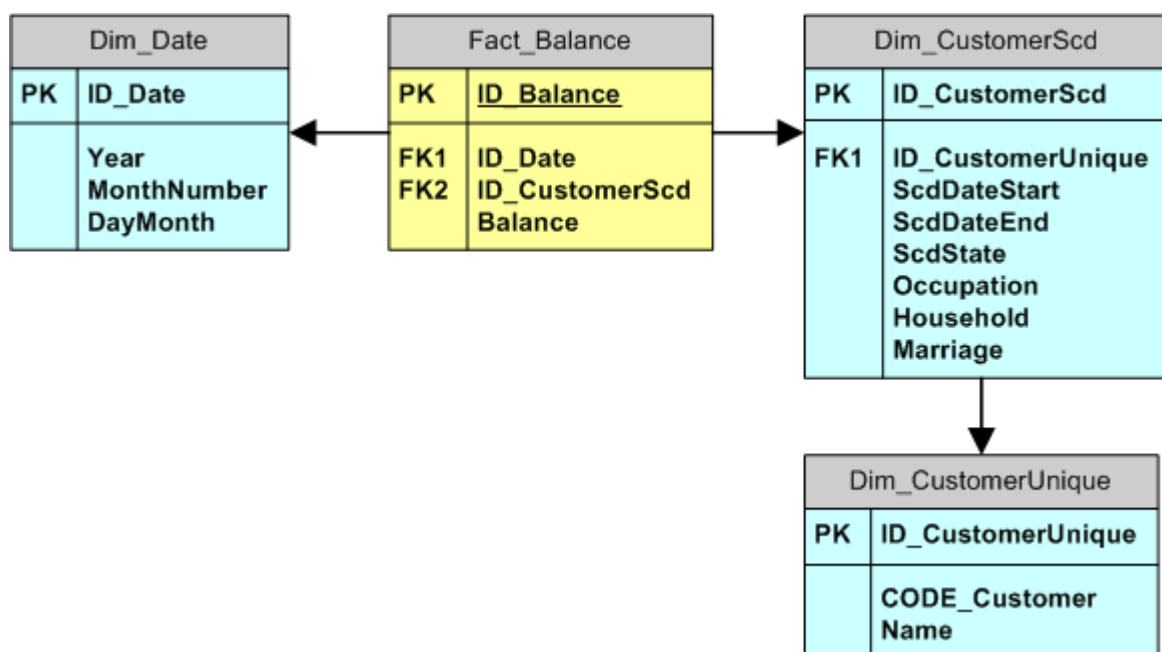 Dim_Date
PK ID_Date
Year
MonthNumber
DayMonth
Fact_Balance
PK ID_Balance
FK1 ID_Date
FK2 ID_CustomerScd
Balance
Dim_CustomerScd
PK ID_CustomerScd
FK1 ID_CustomerUnique
ScdDateStart
ScdDateEnd
ScdState
Occupation
Household
Marriage
Dim_CustomerUnique
PK ID_CustomerUnique
CODE_Customer
Name